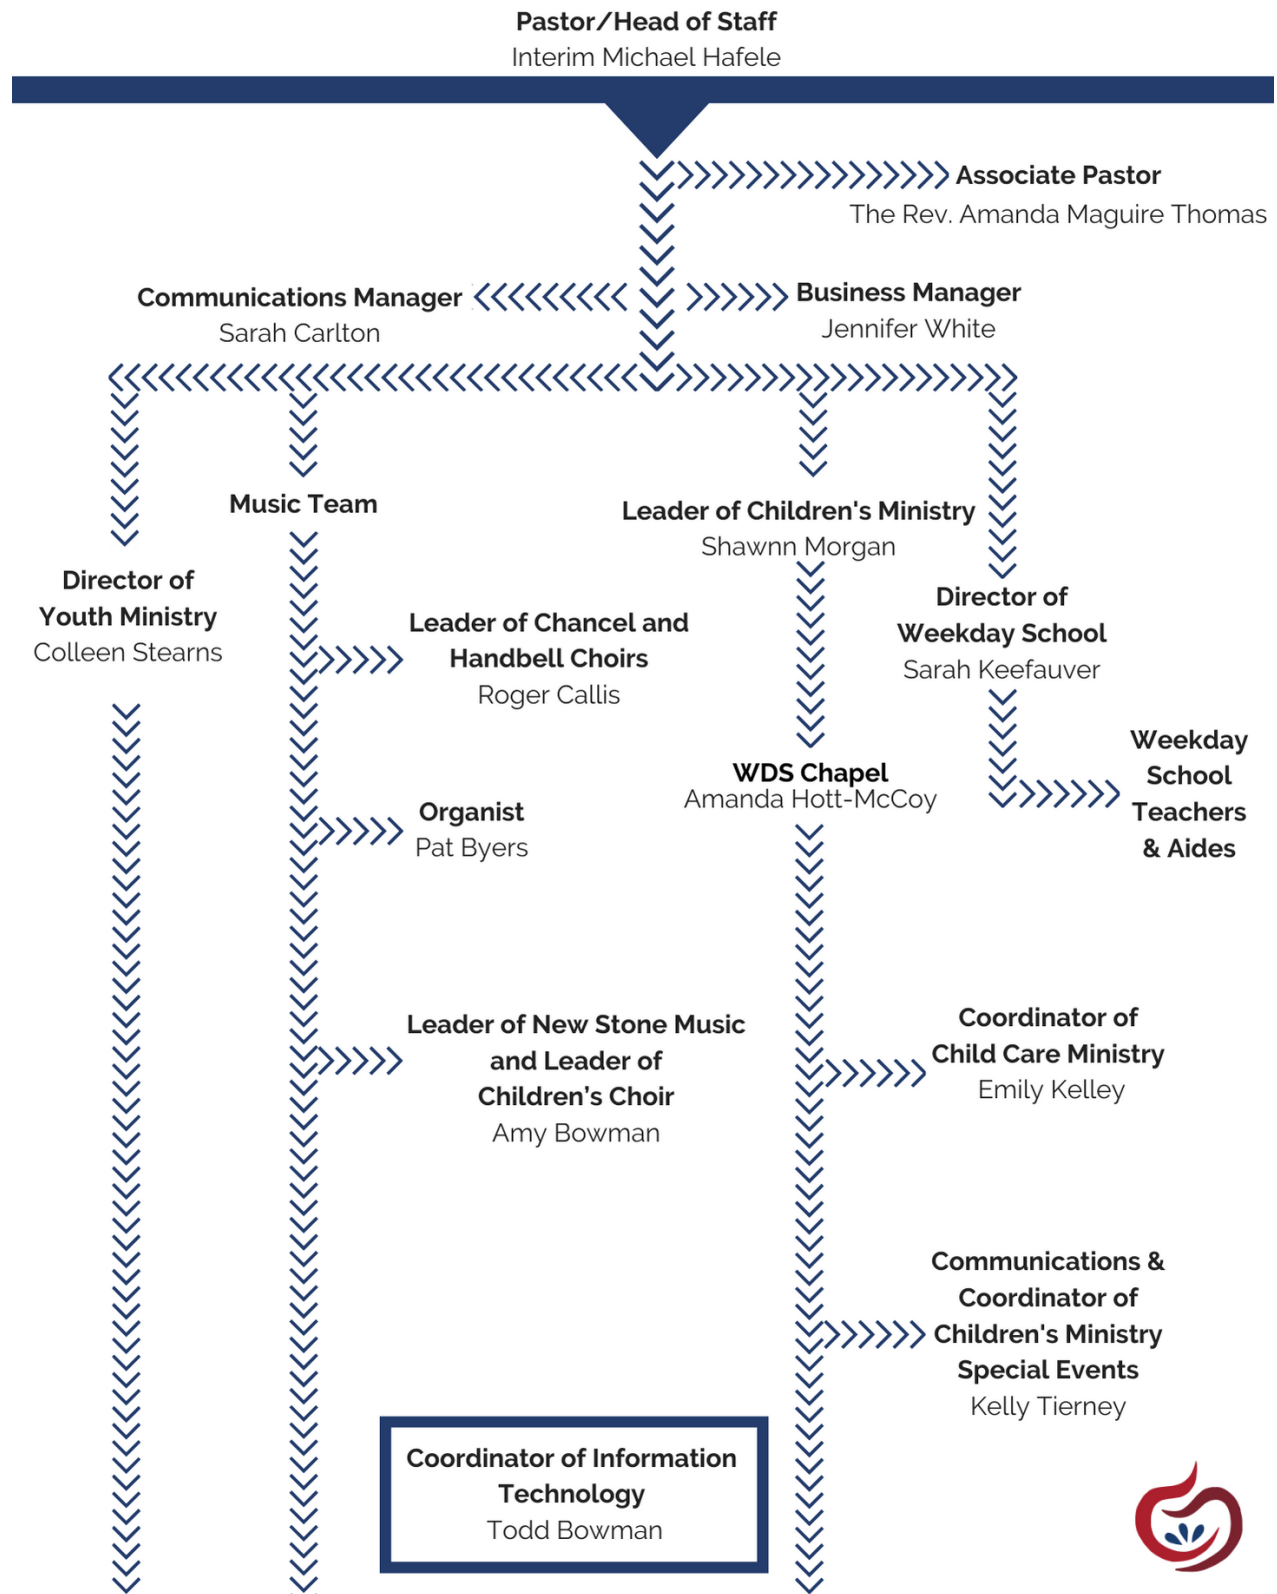 Pastor/Head of Staff
Interim Michael Hafele
Associate Pastor
The Rev. Amanda Maguire Thomas
Communications Manager
Sarah Carlton
Business Manager
Jennifer White
Music Team
Leader of Children's Ministry
Shawnn Morgan
Director of
Youth Ministry
Colleen Stearns
Leader of Chancel and
Handbell Choirs
Roger Callis
Director of
Weekday School
Sarah Keefauver
Weekday
School
Teachers
& Aides
WDS Chapel
Amanda Hott-McCoy
Organist
Pat Byers
Leader of New Stone Music
and Leader of
Children’s Choir
Amy Bowman
Coordinator of
Child Care Ministry
Emily Kelley
Communications &
Coordinator of
Children's Ministry
Special Events
Kelly Tierney
Coordinator of Information
Technology
Todd Bowman